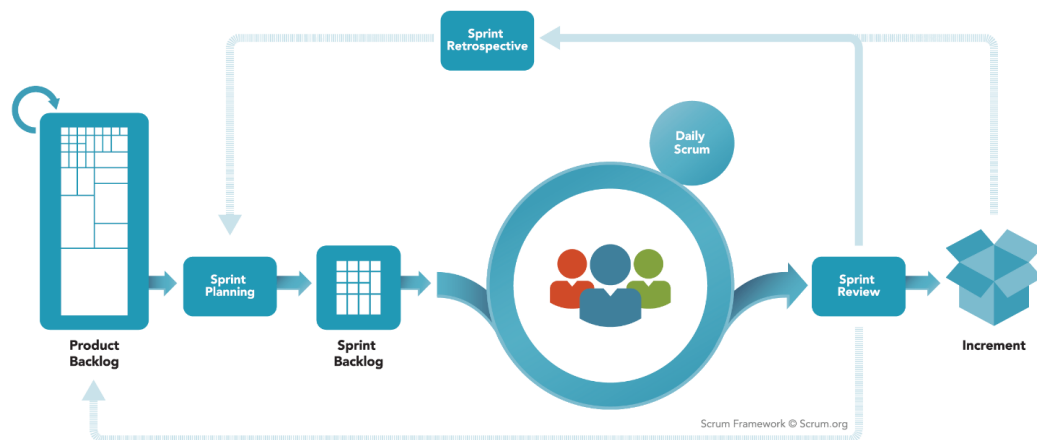 Sprint
Retrospective
Daily
Scrum
Sprint
Planning
Sprint
Review
Product
Backlog
Sprint
Backlog
Increment
Scrum Framework © Scrum.org